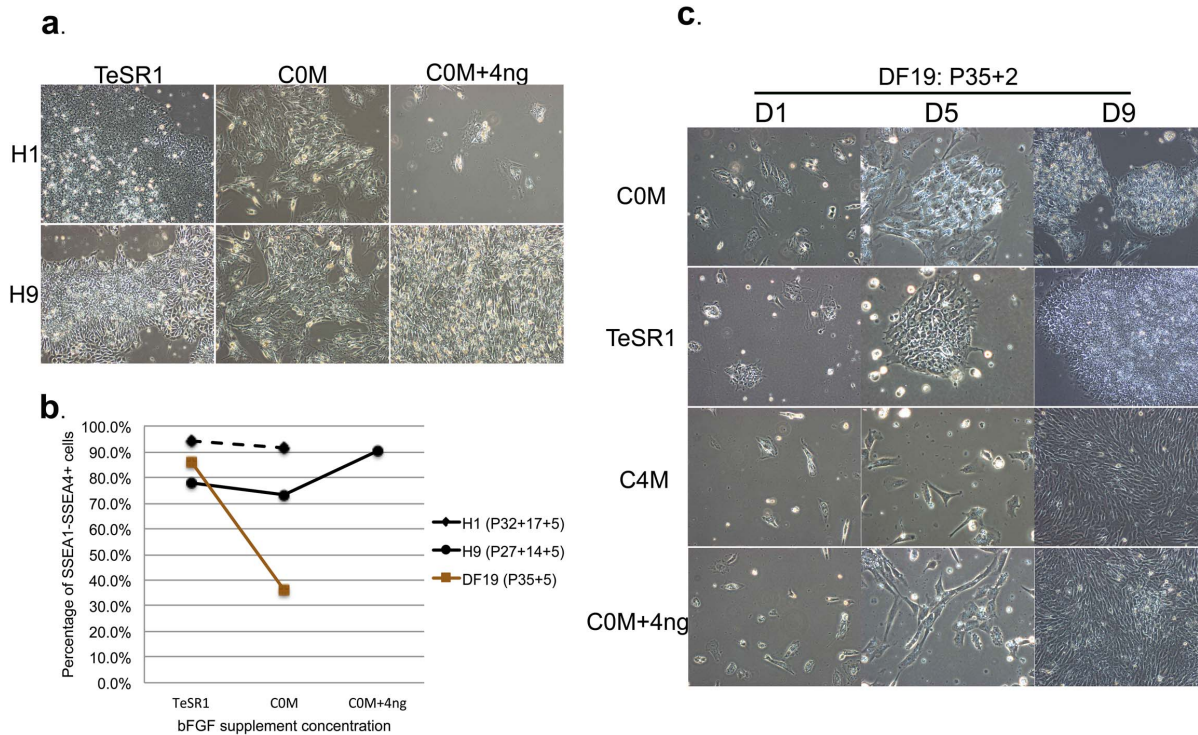 a.
TeSR1 C0M C0M+4ng
H1
H9
b.
100.0%
90.0%
80.0%
70.0%
60.0%
50.0%
40.0%
30.0%
20.0%
10.0%
0.0%
Percentage of SSEA1-SSEA4+ cells
TeSR1 C0M C0M+4ng
bFGF supplement concentration
H1 (P32+17+5)
H9 (P27+14+5)
DF19 (P35+5)
c.
DF19: P35+2
D1 D5 D9
C0M
TeSR1
C4M
C0M+4ng